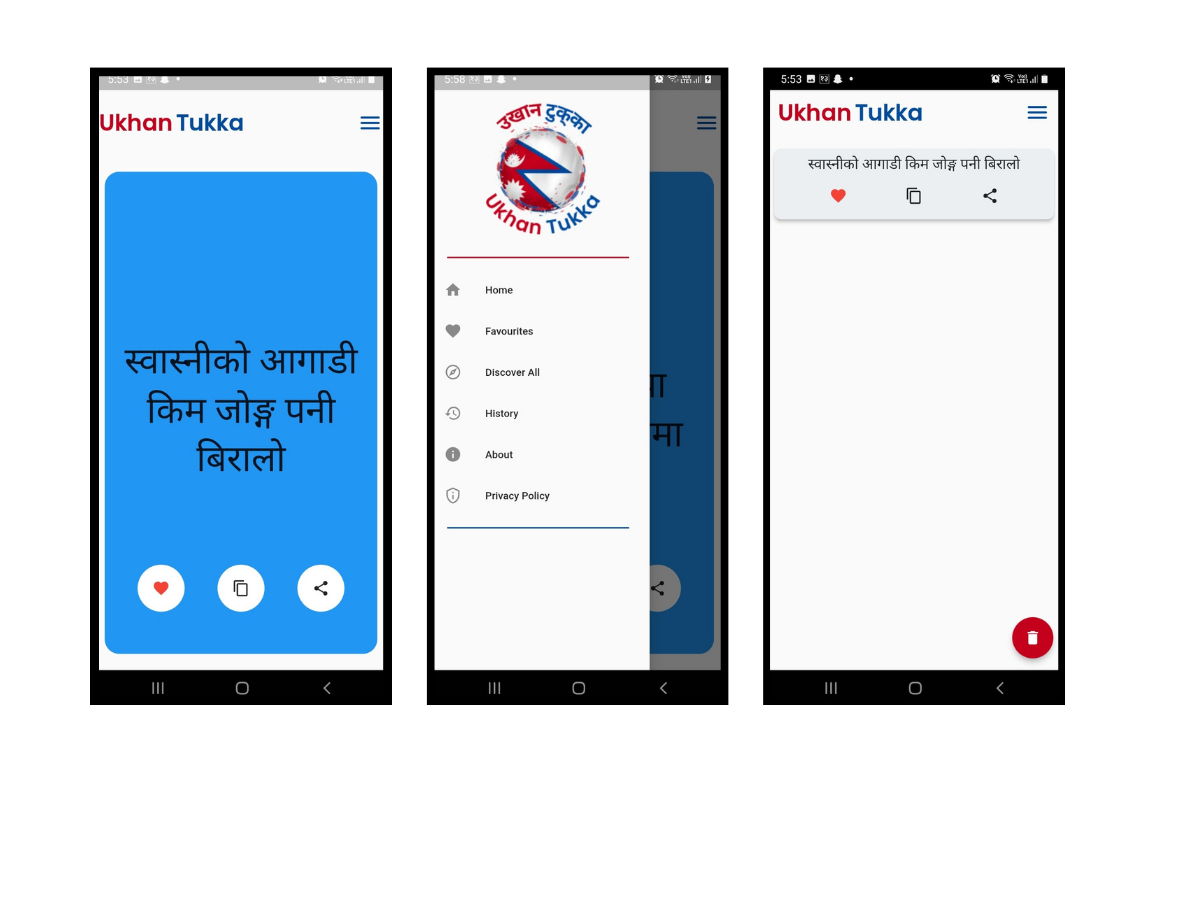 5:53
Ukhan Tukka
स्वास्नीको आगाडी
किम जोङ्ग पनी
बिरालो
5:58
उखान टुक्का
Ukhan Tukka
Home
Favourites
Discover All
History
About
Privacy Policy
मा
5:53
Ukhan Tukka
स्वास्नीको आगाडी किम जोङ्ग पनी बिरालो